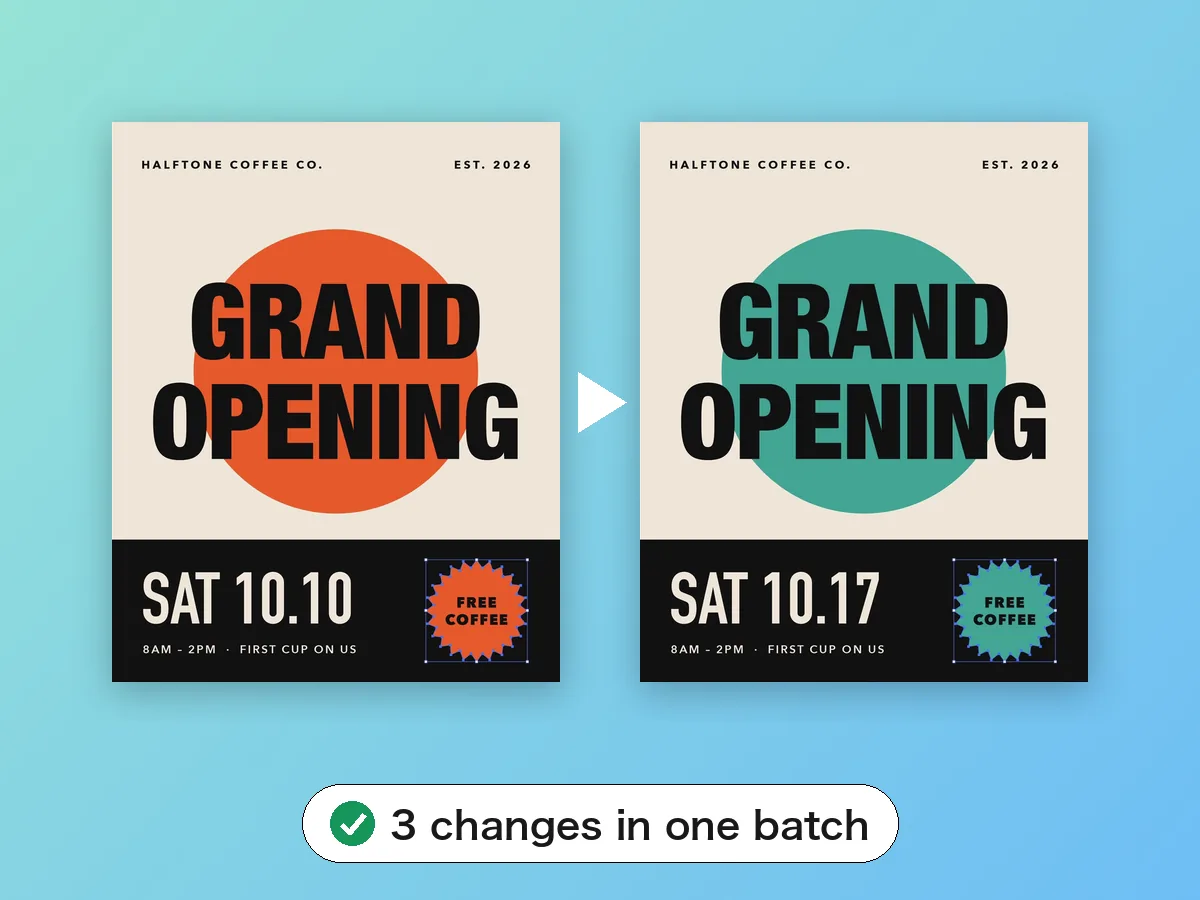 HALFTONE COFFEE CO.
EST. 2026
GRAND
OPENING
SAT 10.10
8AM – 2PM · FIRST CUP ON US
FREE
COFFEE
HALFTONE COFFEE CO.
EST. 2026
GRAND
OPENING
SAT 10.17
8AM – 2PM · FIRST CUP ON US
FREE
COFFEE
3 changes in one batch